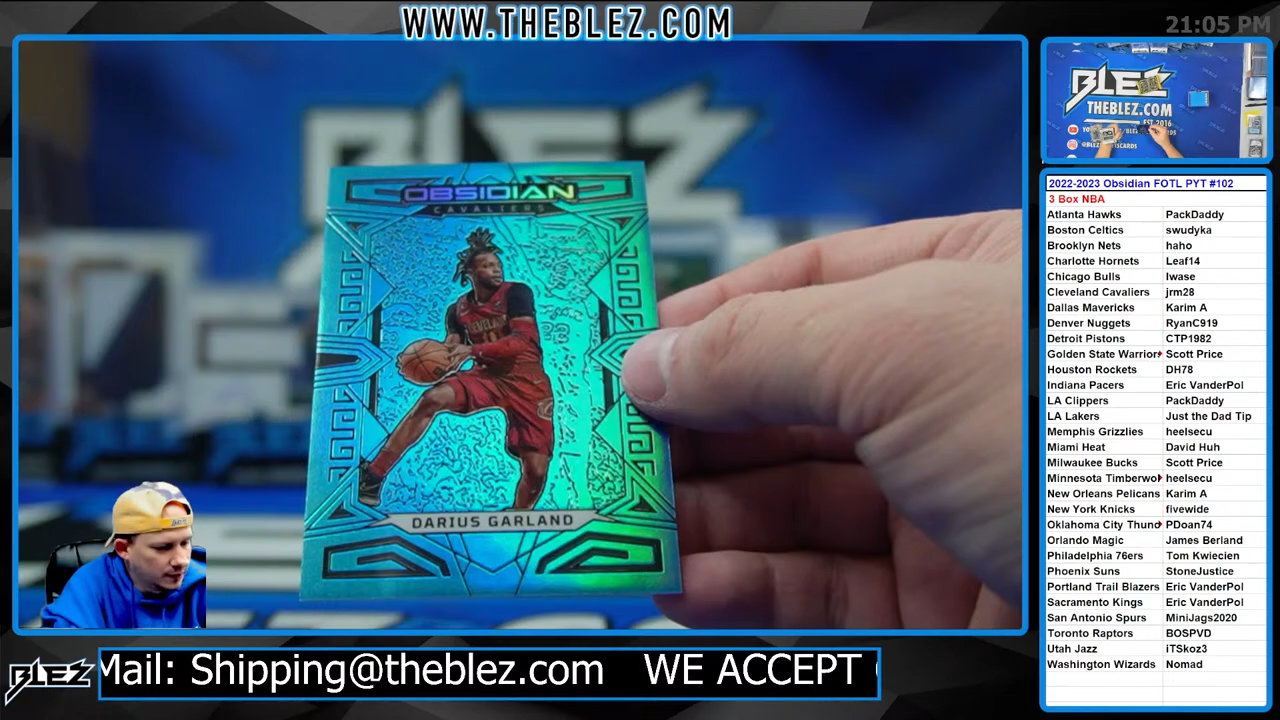 WWW.THEBLEZ.COM
21:05 PM
OBSIDIAN
CAVALIERS
DARIUS GARLAND
BLEZ
THEBLEZ.COM
EST.2016
2022-2023 Obsidian FOTL PYT #102
3 Box NBA
Atlanta Hawks PackDaddy
Boston Celtics swudyka
Brooklyn Nets haho
Charlotte Hornets Leaf14
Chicago Bulls lwase
Cleveland Cavaliers jrm28
Dallas Mavericks Karim A
Denver Nuggets RyanC919
Detroit Pistons CTP1982
Golden State Warrior Scott Price
Houston Rockets DH78
Indiana Pacers Eric VanderPol
LA Clippers PackDaddy
LA Lakers Just the Dad Tip
Memphis Grizzlies heelsecu
Miami Heat David Huh
Milwaukee Bucks Scott Price
Minnesota Timberwo heelsecu
New Orleans Pelicans Karim A
New York Knicks fivewide
Oklahoma City Thund PDoan74
Orlando Magic James Berland
Philadelphia 76ers Tom Kwiecien
Phoenix Suns StoneJustice
Portland Trail Blazers Eric VanderPol
Sacramento Kings Eric VanderPol
San Antonio Spurs MiniJags2020
Toronto Raptors BOSPVD
Utah Jazz iTSkoz3
Washington Wizards Nomad
BLEZ
Mail: Shipping@theblez.com WE ACCEPT